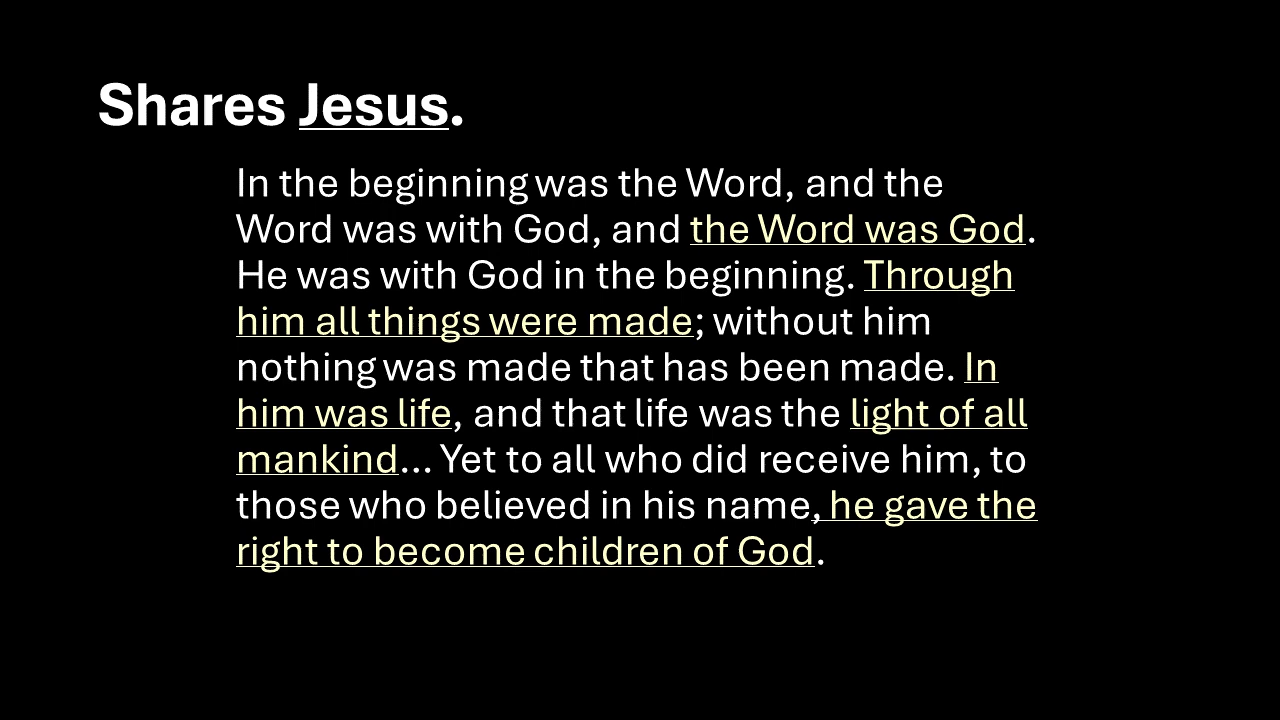 Shares Jesus.
In the beginning was the Word, and the
Word was with God, and the Word was God.
He was with God in the beginning. Through
him all things were made; without him
nothing was made that has been made. In
him was life, and that life was the light of all
mankind... Yet to all who did receive him, to
those who believed in his name, he gave the
right to become children of God.